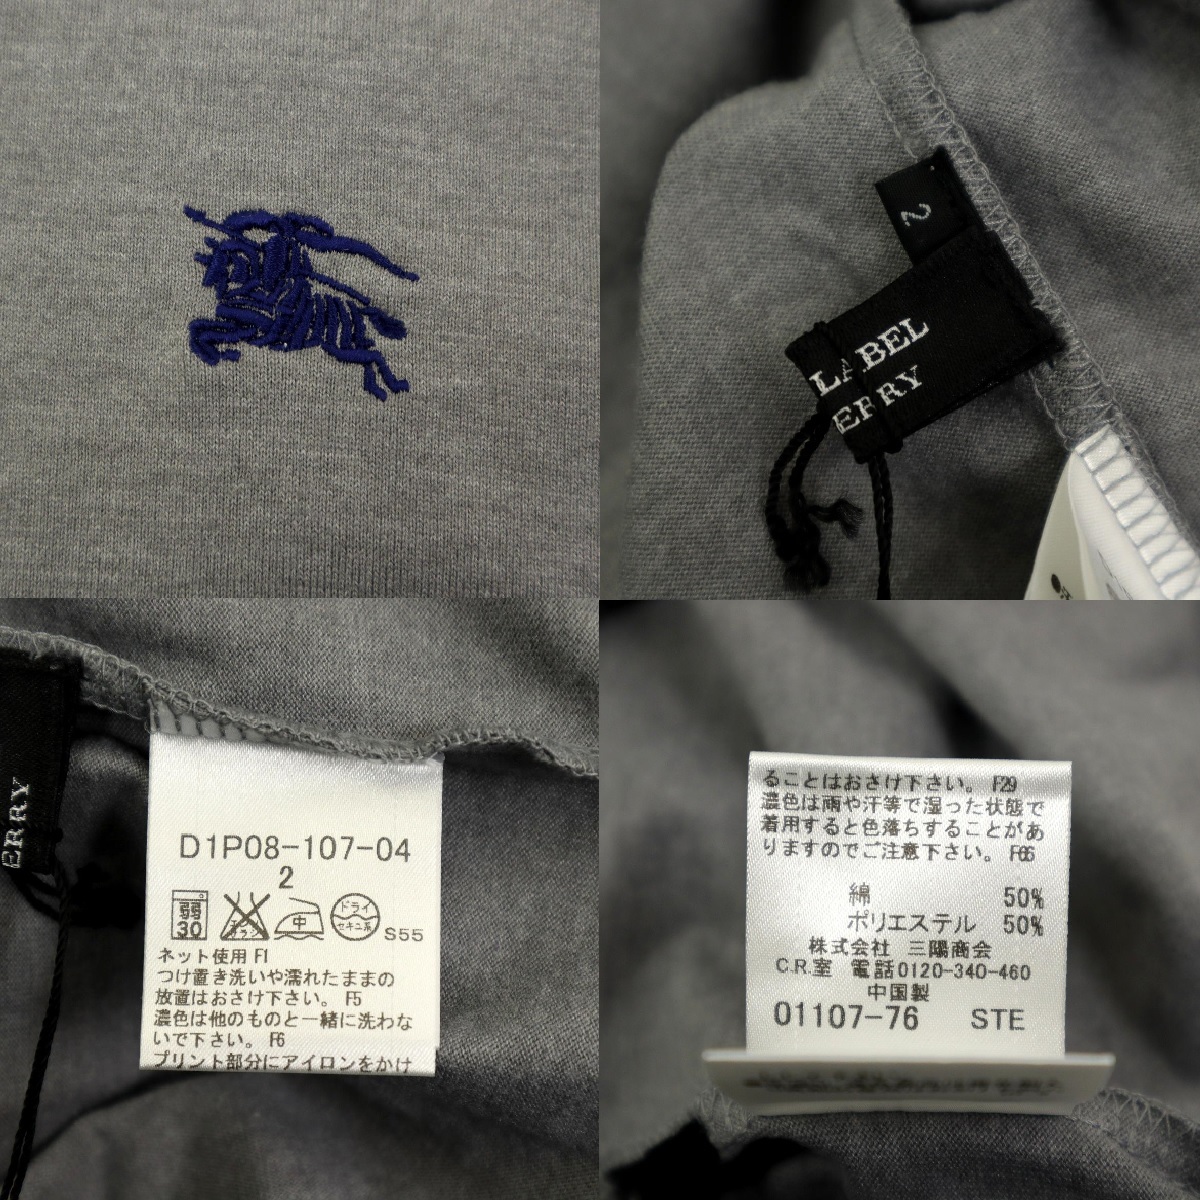 2
LABEL
ERRY
ERRY
D1P08-107-04
2
弱
30
エンソ
サラシ
中
ドライ
セキユ系
S55
ネット使用 F1
つけ置き洗いや濡れたままの
放置はおさけ下さい。 F5
濃色は他のものと一緒に洗わな
いで下さい。 F6
プリント部分にアイロンをかけ
ることはおさけ下さい。 F29
濃色は雨や汗等で湿った状態で
着用すると色落ちすることがあ
りますのでご注意下さい。 F66
綿 50%
ポリエステル 50%
株式会社 三陽商会
C.R.室 電話0120-340-460
中国製
01107-76 STE